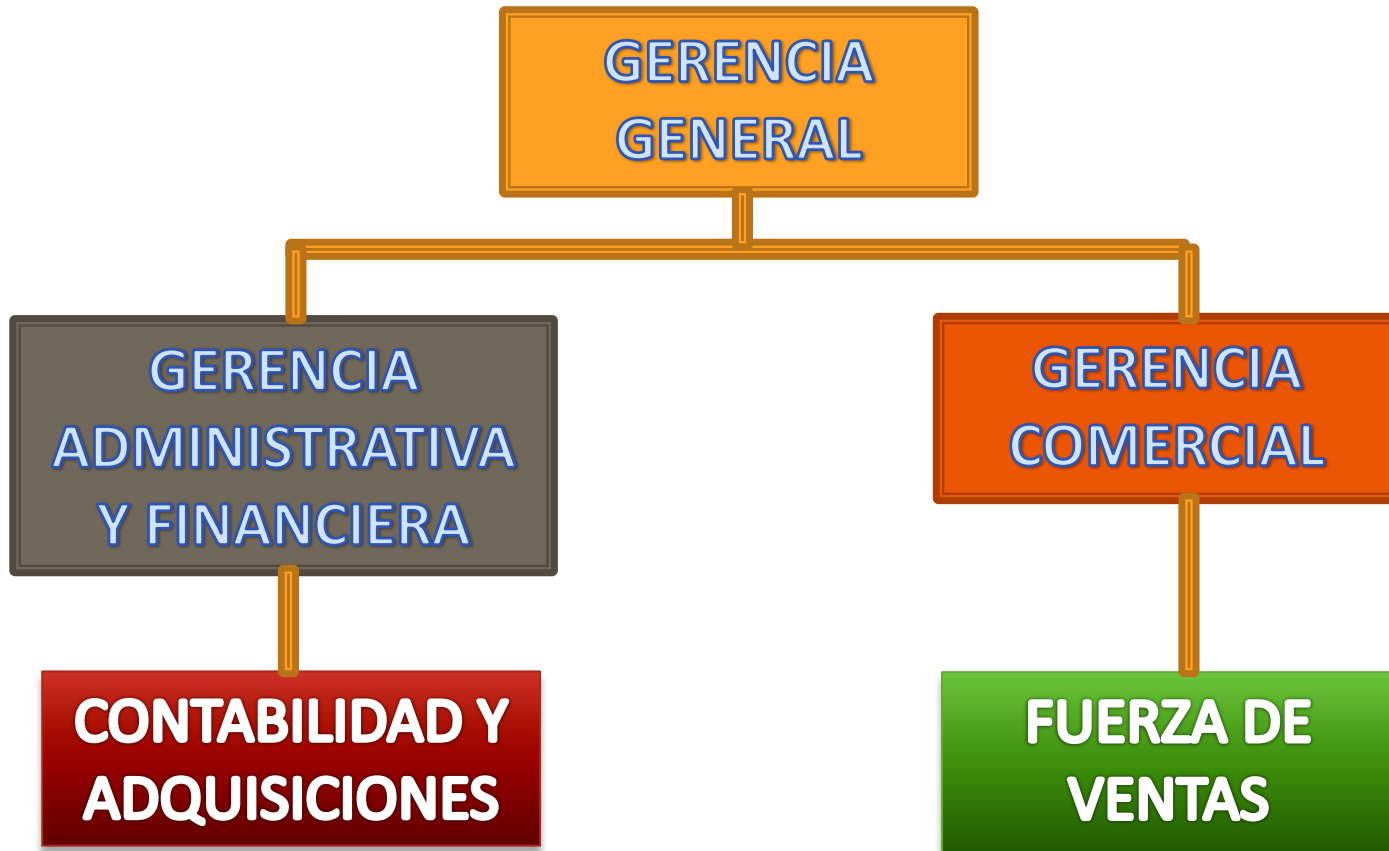 GERENCIA
GENERAL
GERENCIA
ADMINISTRATIVA
Y FINANCIERA
GERENCIA
COMERCIAL
CONTABILIDAD Y
ADQUISICIONES
FUERZA DE
VENTAS